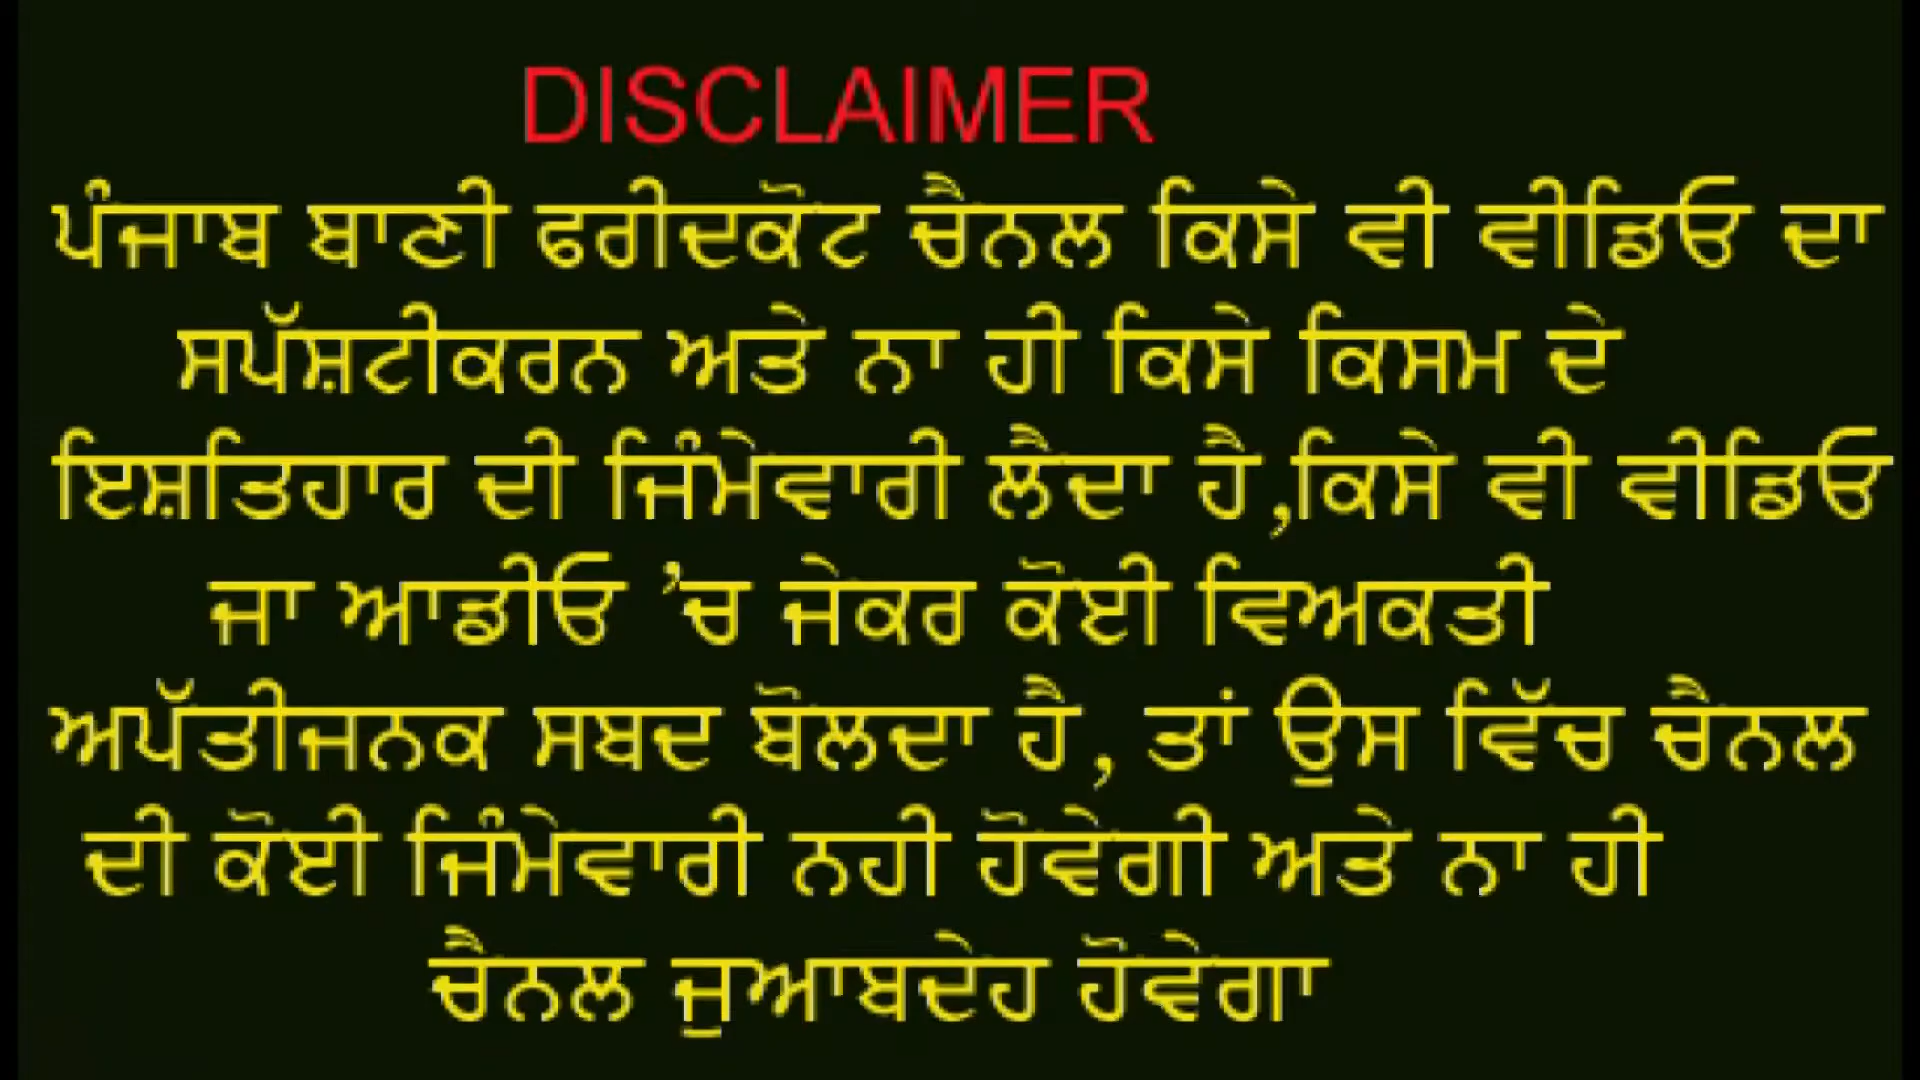 DISCLAIMER
ਪੰਜਾਬ ਬਾਣੀ ਫਰੀਦਕੋਟ ਚੈਨਲ ਕਿਸੇ ਵੀ ਵੀਡਿਓ ਦਾ
ਸਪੱਸ਼ਟੀਕਰਨ ਅਤੇ ਨਾ ਹੀ ਕਿਸੇ ਕਿਸਮ ਦੇ
ਇਸ਼ਤਿਹਾਰ ਦੀ ਜਿੰਮੇਵਾਰੀ ਲੈਦਾ ਹੈ,ਕਿਸੇ ਵੀ ਵੀਡਿਓ
ਜਾ ਆਡੀਓ ’ਚ ਜੇਕਰ ਕੋਈ ਵਿਅਕਤੀ
ਅਪੱਤੀਜਨਕ ਸਬਦ ਬੋਲਦਾ ਹੈ, ਤਾਂ ਉਸ ਵਿੱਚ ਚੈਨਲ
ਦੀ ਕੋਈ ਜਿੰਮੇਵਾਰੀ ਨਹੀ ਹੋਵੇਗੀ ਅਤੇ ਨਾ ਹੀ
ਚੈਨਲ ਜੁਆਬਦੇਹ ਹੋਵੇਗਾ